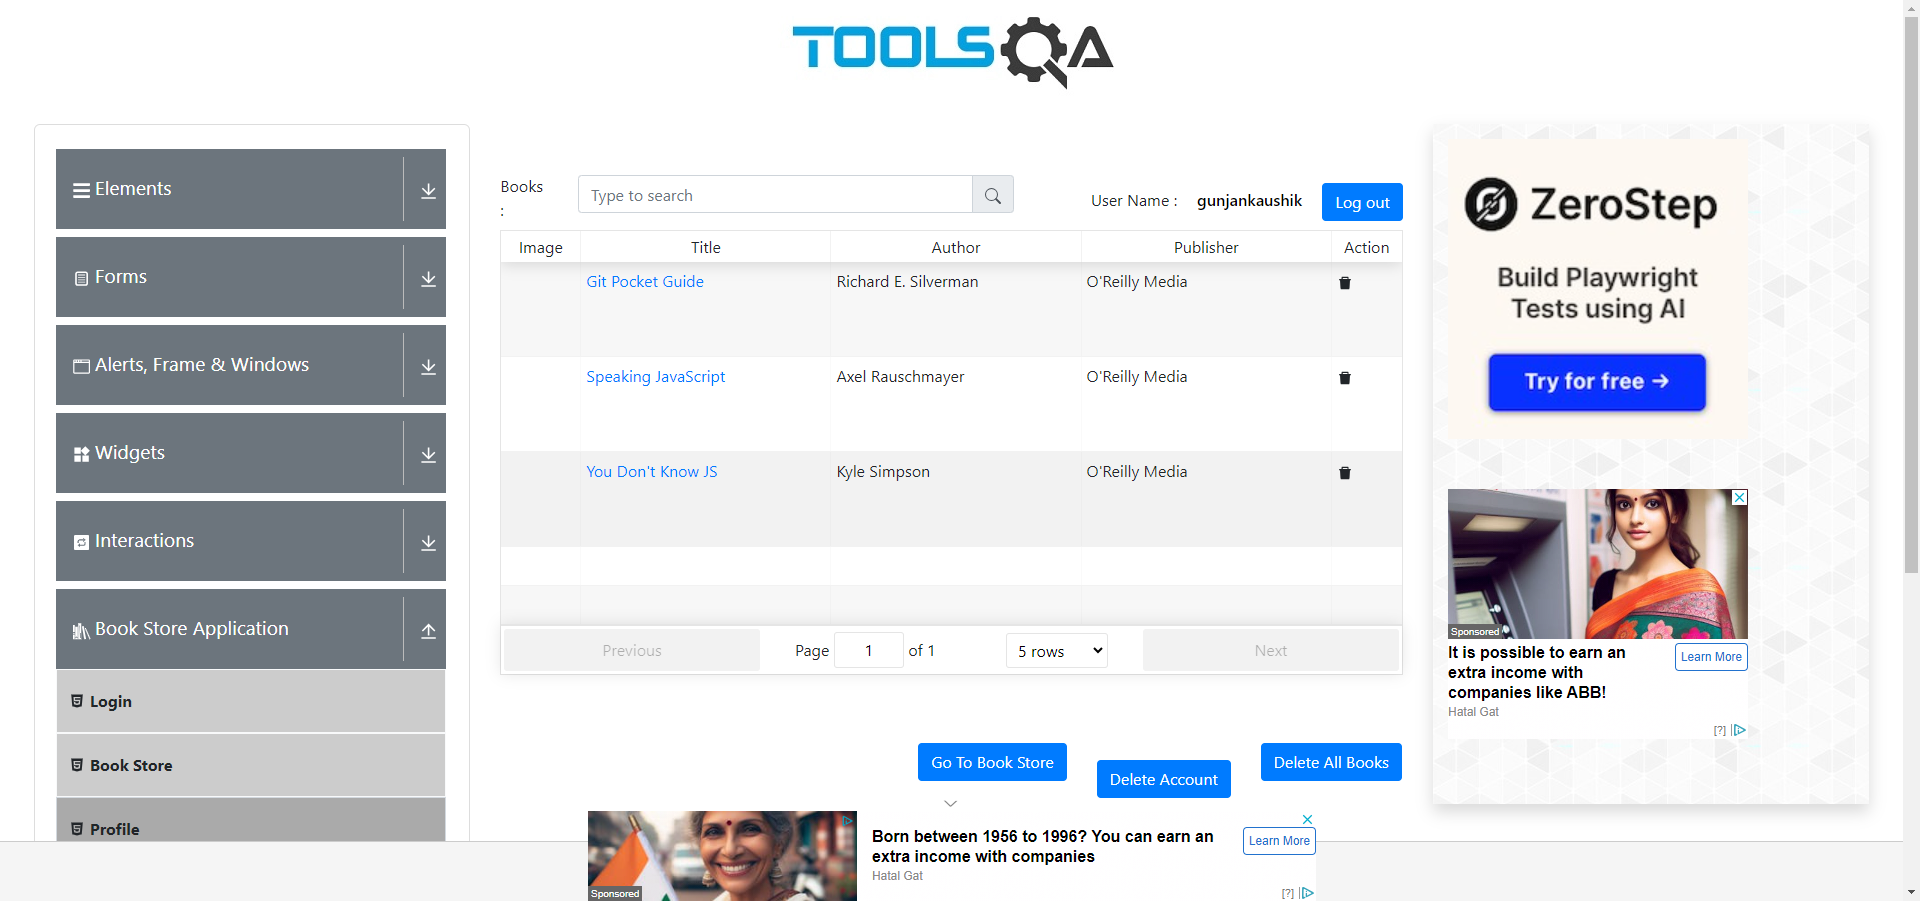 TOOLSQA
Elements
Forms
Alerts, Frame & Windows
Widgets
Interactions
Book Store Application
Login
Book Store
Profile
Books
:
Type to search
User Name :
gunjankaushik
Log out
Image Title Author Publisher Action
Git Pocket Guide Richard E. Silverman O'Reilly Media
Speaking JavaScript Axel Rauschmayer O'Reilly Media
You Don't Know JS Kyle Simpson O'Reilly Media
Previous Page 1 of 1 5 rows Next
Go To Book Store
Delete Account
Delete All Books
Sponsored
Born between 1956 to 1996? You can earn an
extra income with companies
Hatal Gat
Learn More
[?]
ZeroStep
Build Playwright
Tests using AI
Try for free →
Sponsored
It is possible to earn an
extra income with
companies like ABB!
Hatal Gat
Learn More
[?]